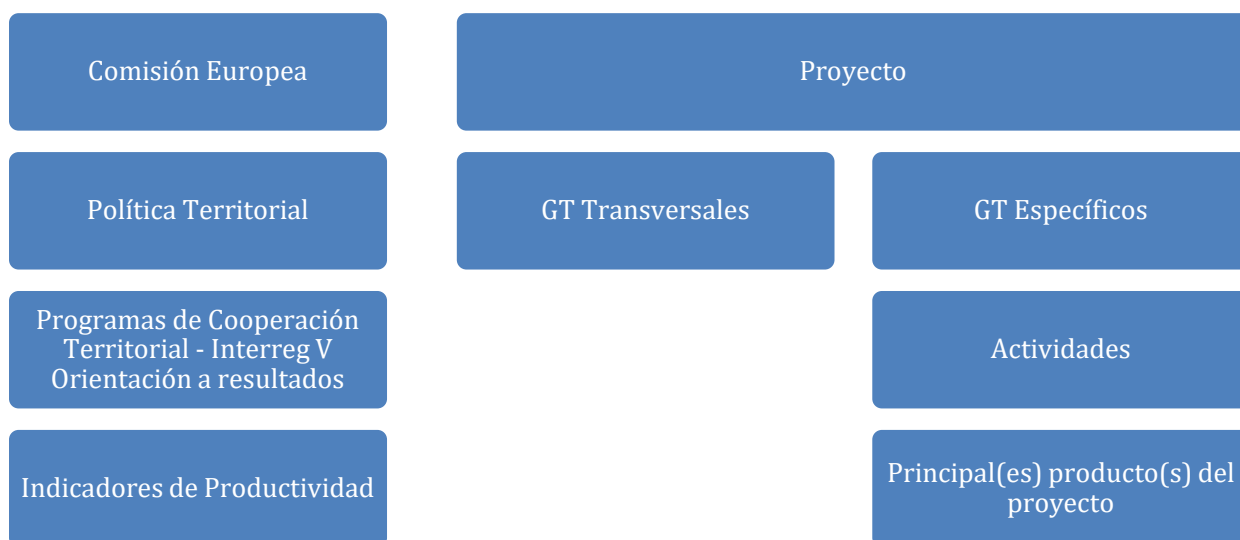 Comisión Europea
Proyecto
Política Territorial
GT Transversales
GT Específicos
Programas de Cooperación
Territorial - Interreg V
Orientación a resultados
Actividades
Indicadores de Productividad
Principal(es) producto(s) del
proyecto